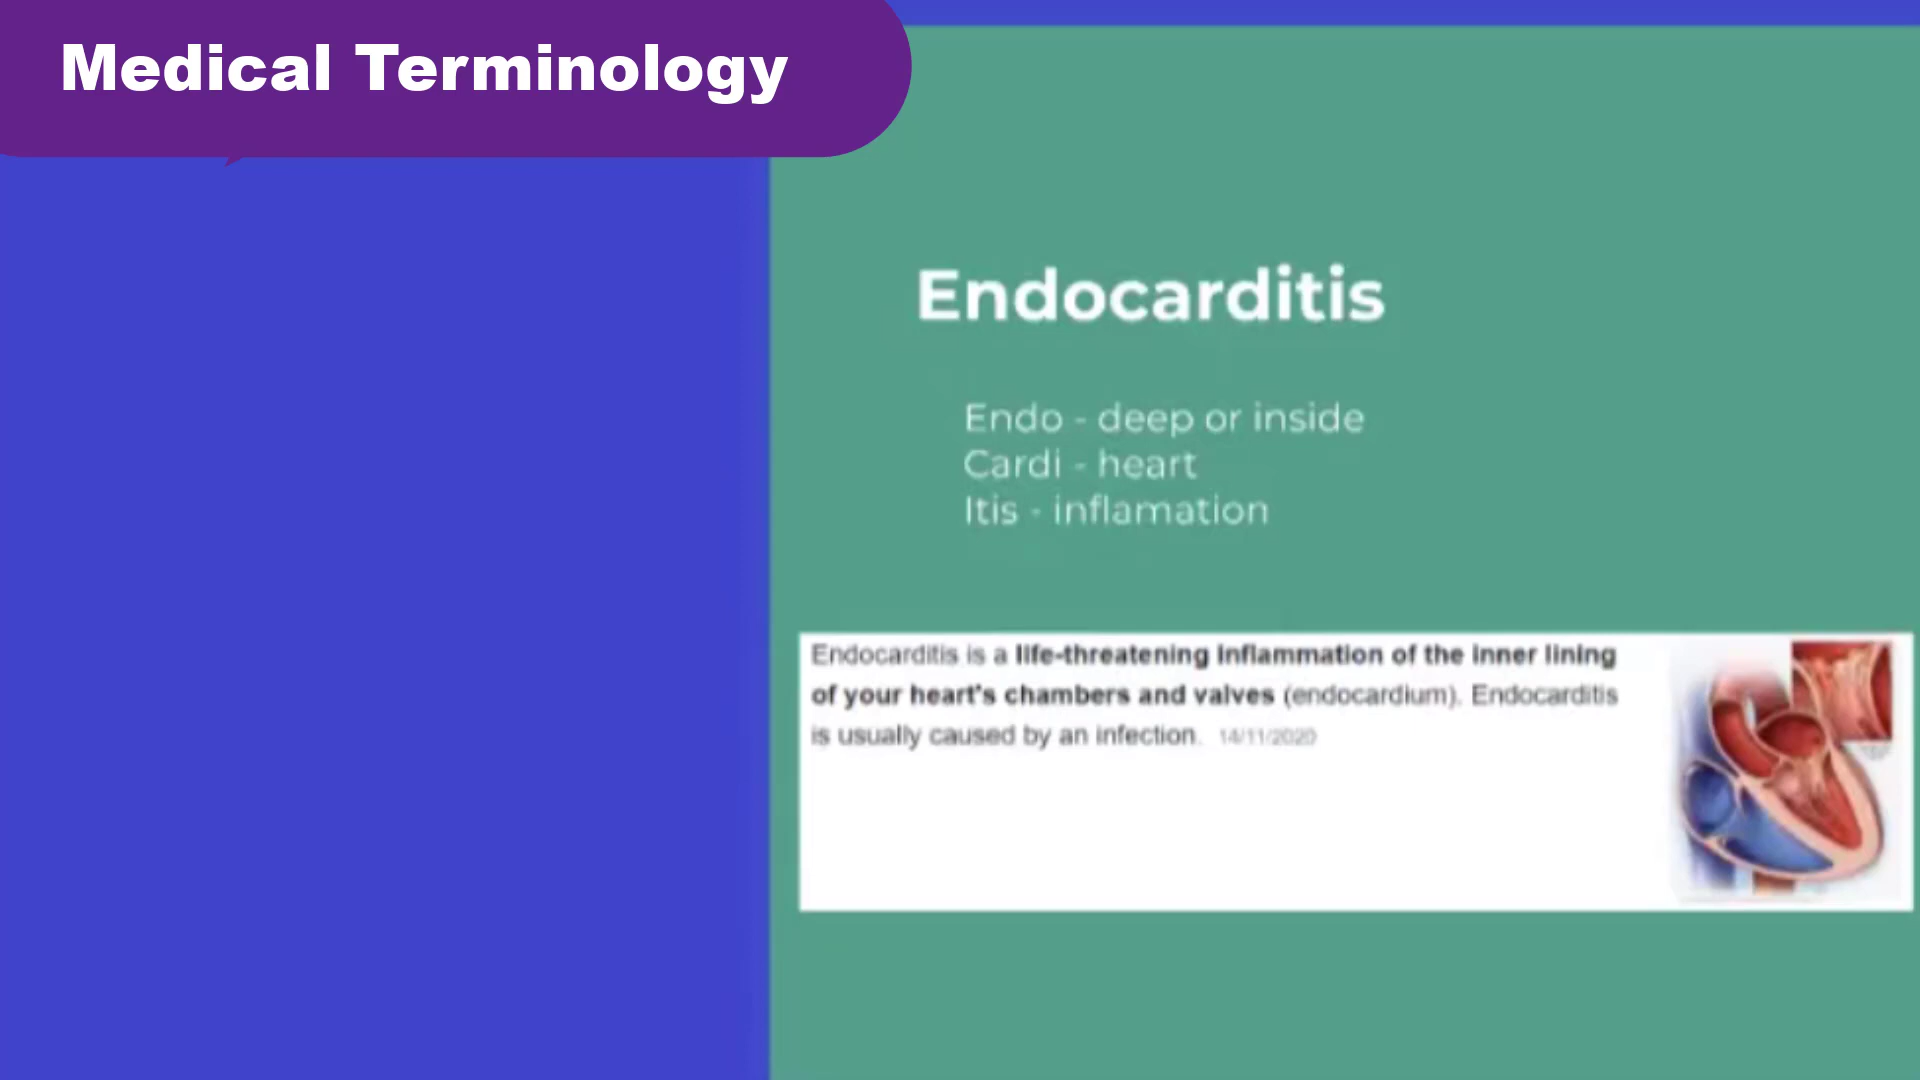 Medical Terminology
Endocarditis
Endo - deep or inside
Cardi - heart
Itis - inflamation
Endocarditis is a life-threatening inflammation of the inner lining
of your heart's chambers and valves (endocardium). Endocarditis
is usually caused by an infection. 14/11/2020